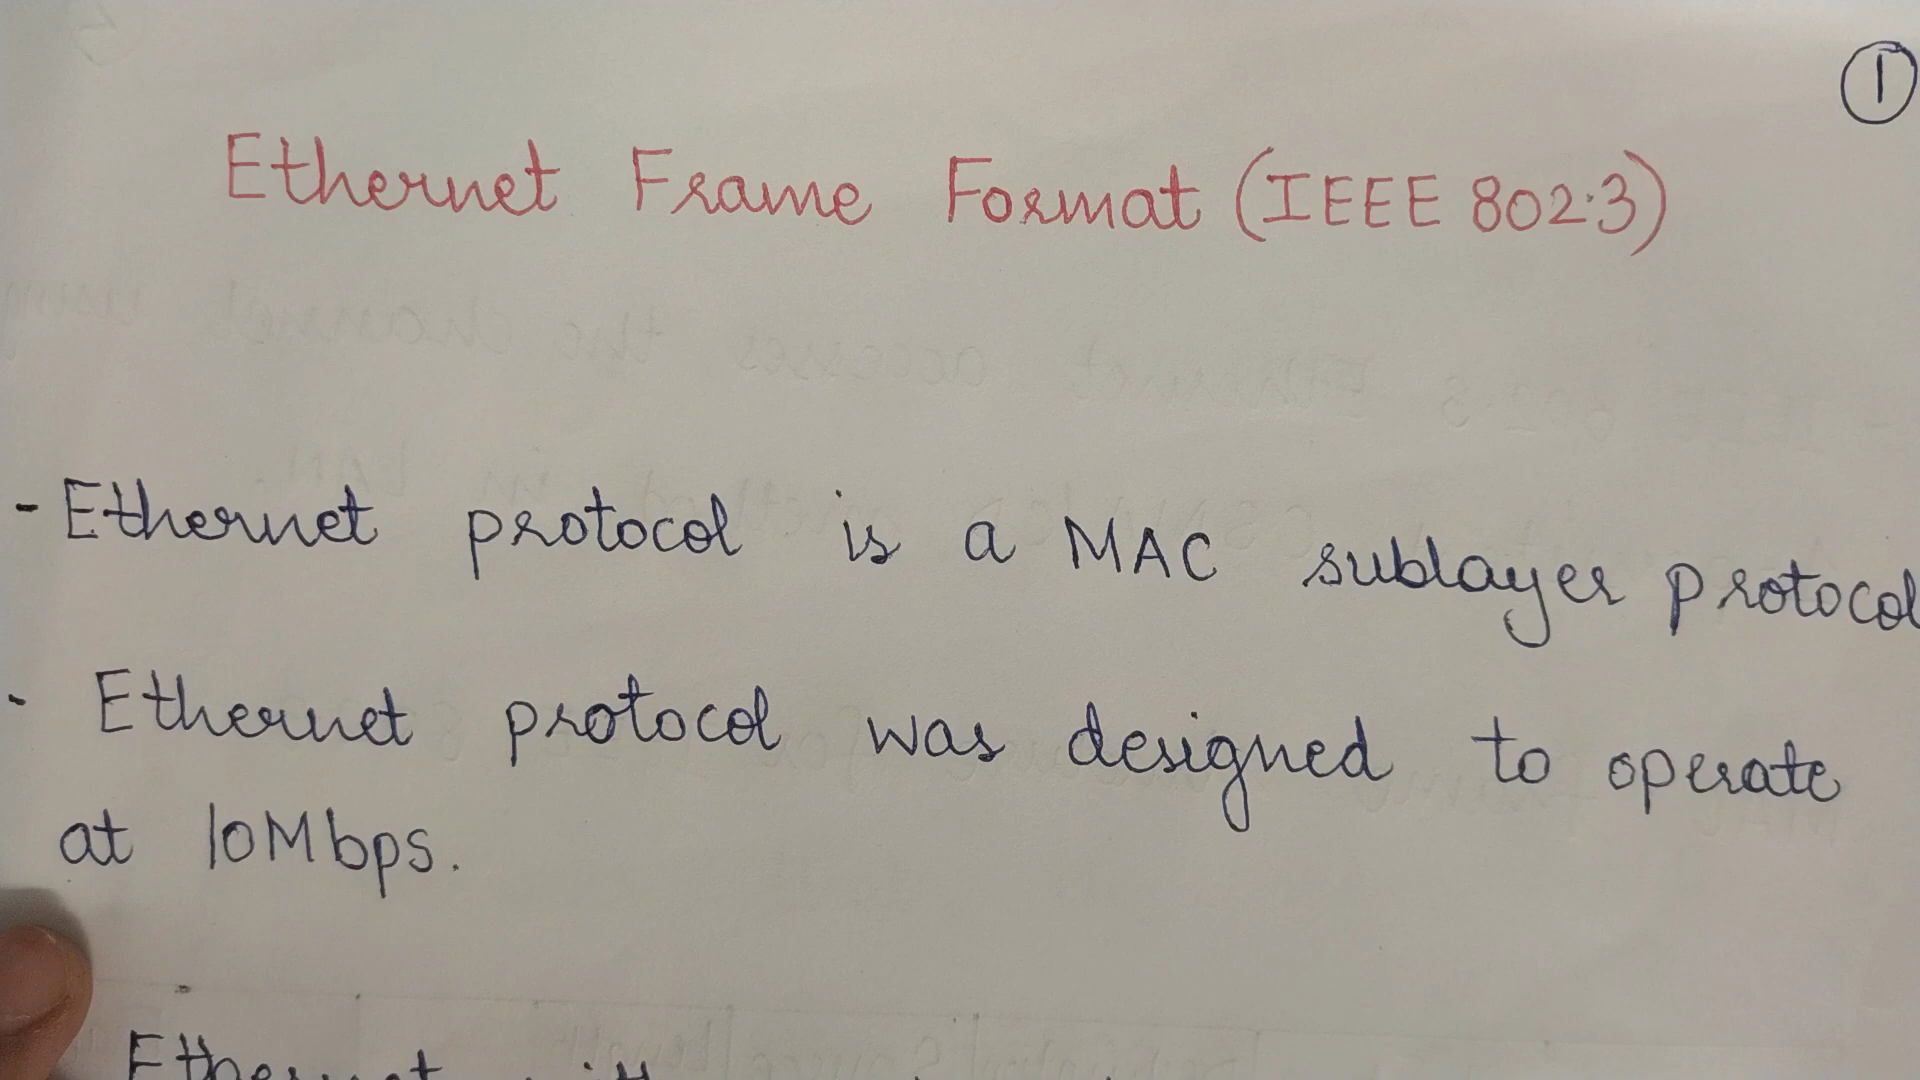 1
Ethernet Frame Format (IEEE 802.3)
- Ethernet protocol is a MAC sublayer protocol
- Ethernet protocol was designed to operate
at 10Mbps.
Ethernet